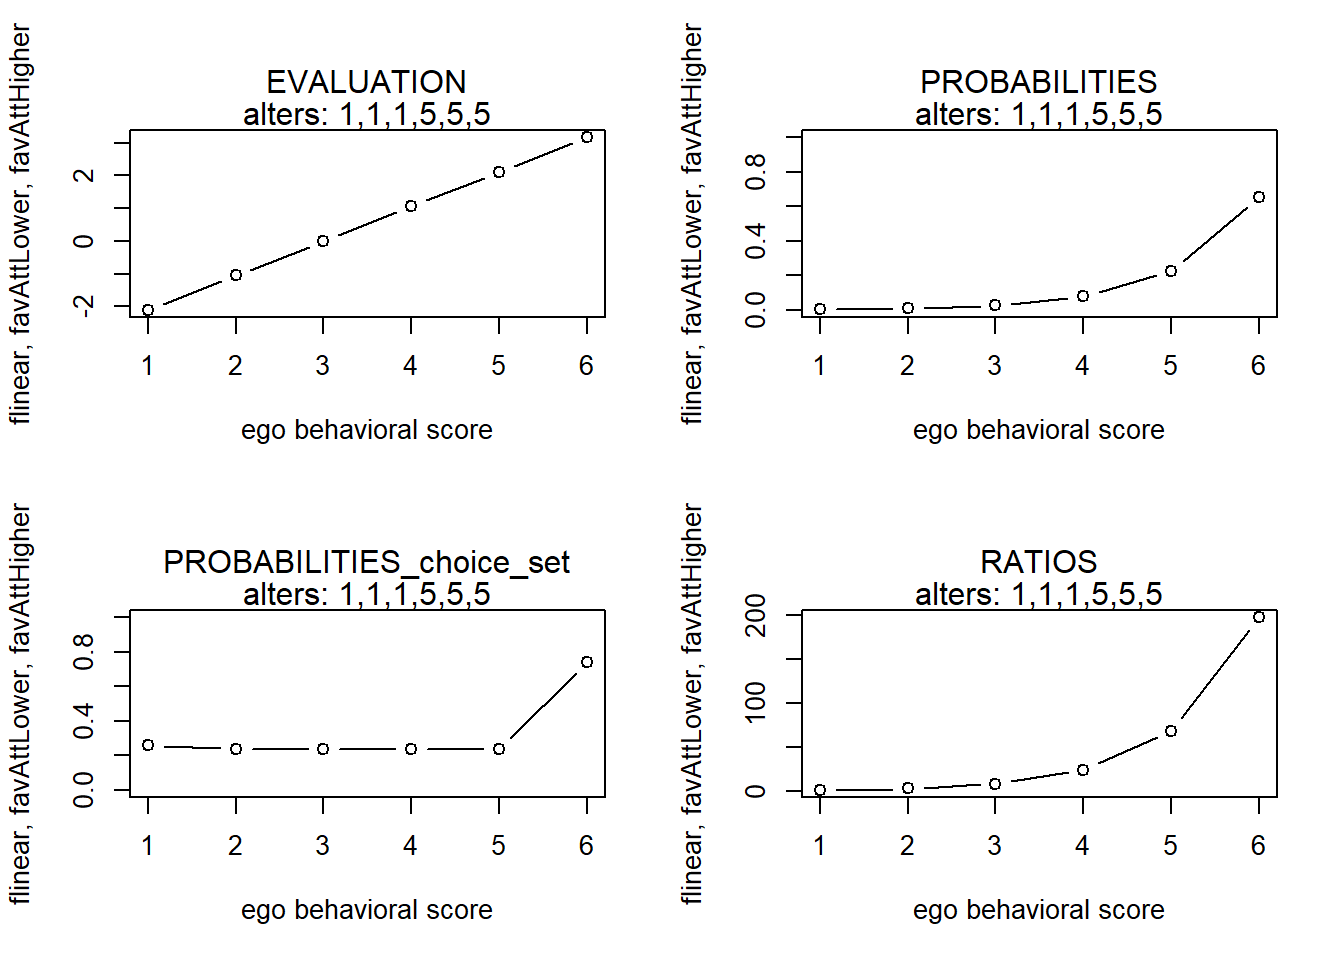 EVALUATION
alters: 1,1,1,5,5,5
flinear, favAttLower, favAttHigher
2
0
-2
1 2 3 4 5 6
ego behavioral score
PROBABILITIES
alters: 1,1,1,5,5,5
flinear, favAttLower, favAttHigher
0.8
0.4
0.0
1 2 3 4 5 6
ego behavioral score
PROBABILITIES_choice_set
alters: 1,1,1,5,5,5
flinear, favAttLower, favAttHigher
0.8
0.4
0.0
1 2 3 4 5 6
ego behavioral score
RATIOS
alters: 1,1,1,5,5,5
flinear, favAttLower, favAttHigher
200
100
0
1 2 3 4 5 6
ego behavioral score